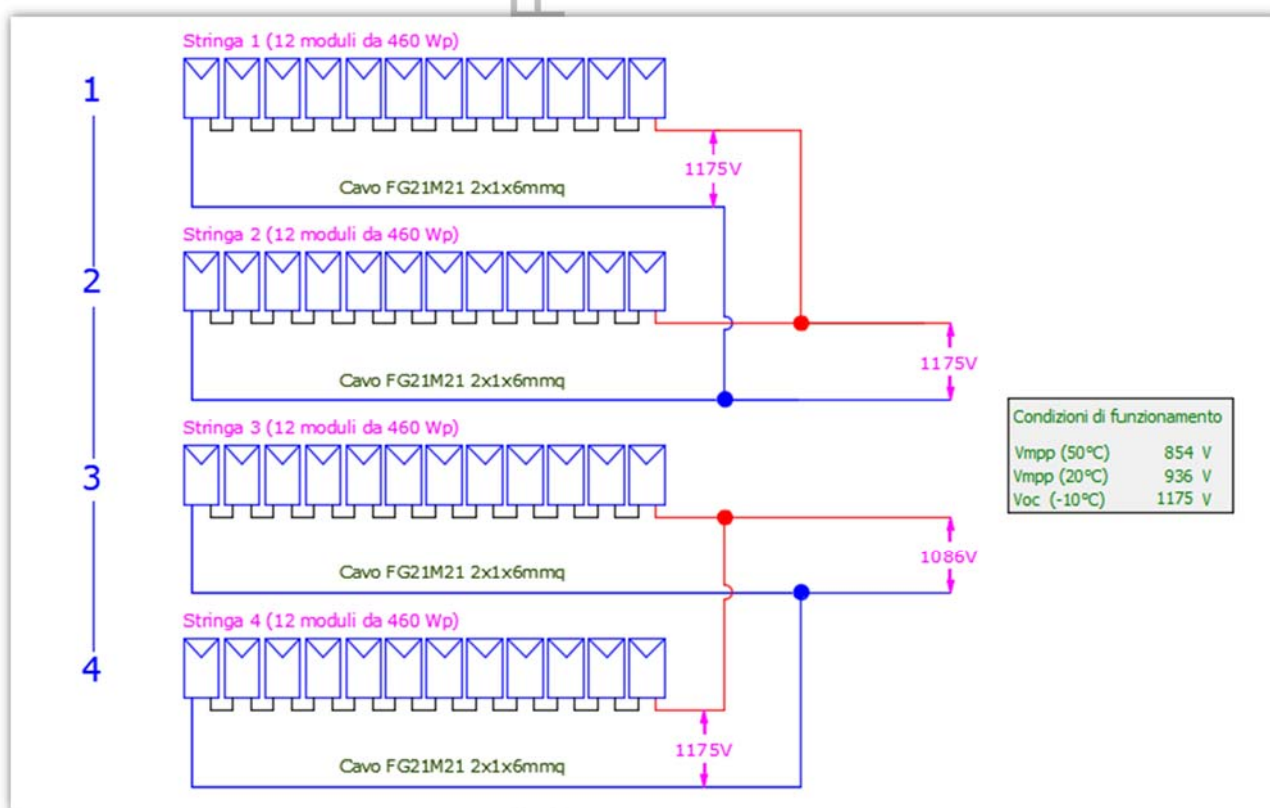 Stringa 1 (12 moduli da 460 Wp)
1
1175V
Cavo FG21M21 2x1x6mmq
Stringa 2 (12 moduli da 460 Wp)
2
1175V
Cavo FG21M21 2x1x6mmq
Stringa 3 (12 moduli da 460 Wp)
3
1086V
Cavo FG21M21 2x1x6mmq
Stringa 4 (12 moduli da 460 Wp)
4
1175V
Cavo FG21M21 2x1x6mmq
Condizioni di funzionamento
Vmpp (50°C) 854 V
Vmpp (20°C) 936 V
Voc (-10°C) 1175 V